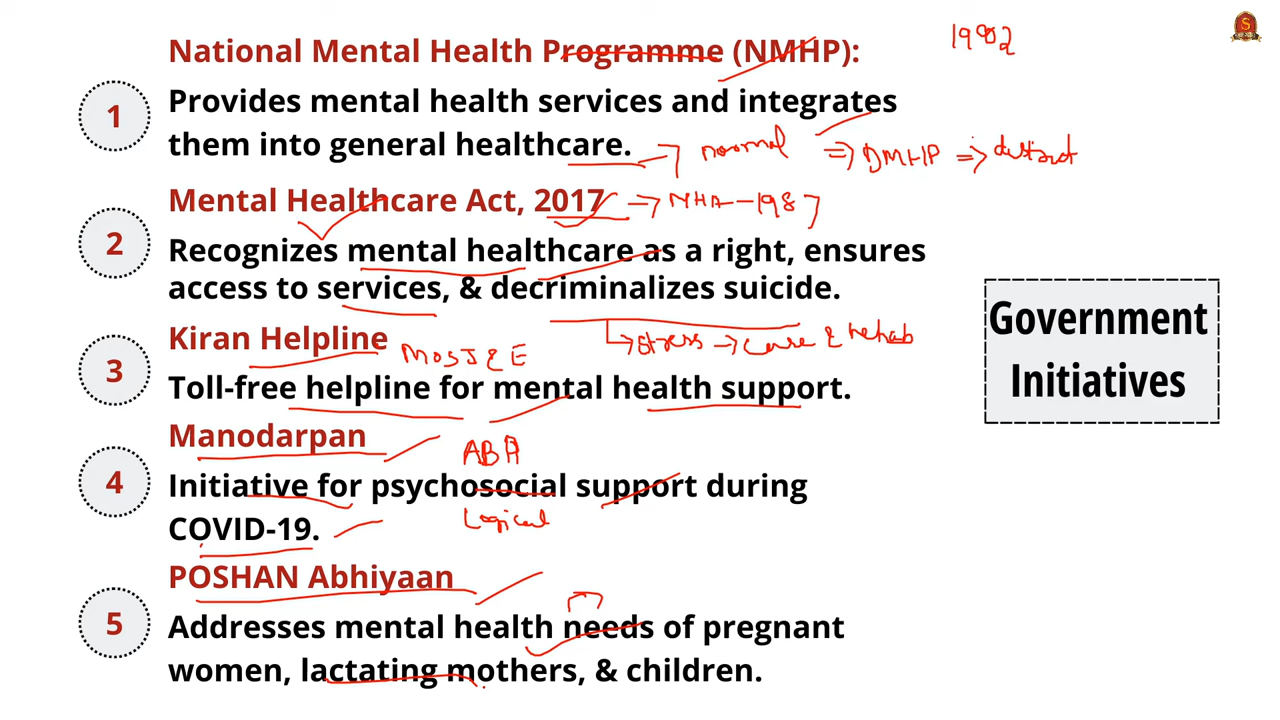 1982
National Mental Health Programme (NMHP):
1
Provides mental health services and integrates
them into general healthcare.
normal ⇒ DMHP ⇒ district
Mental Healthcare Act, 2017 → MHA-1987
2
Recognizes mental healthcare as a right, ensures
access to services, & decriminalizes suicide.
→ stress → care & rehab
Kiran Helpline
MOSJ&E
3
Toll-free helpline for mental health support.
Manodarpan
ABA
4
Initiative for psychosocial support during
Logical
COVID-19.
POSHAN Abhiyaan
5
Addresses mental health needs of pregnant
women, lactating mothers, & children.
Government
Initiatives